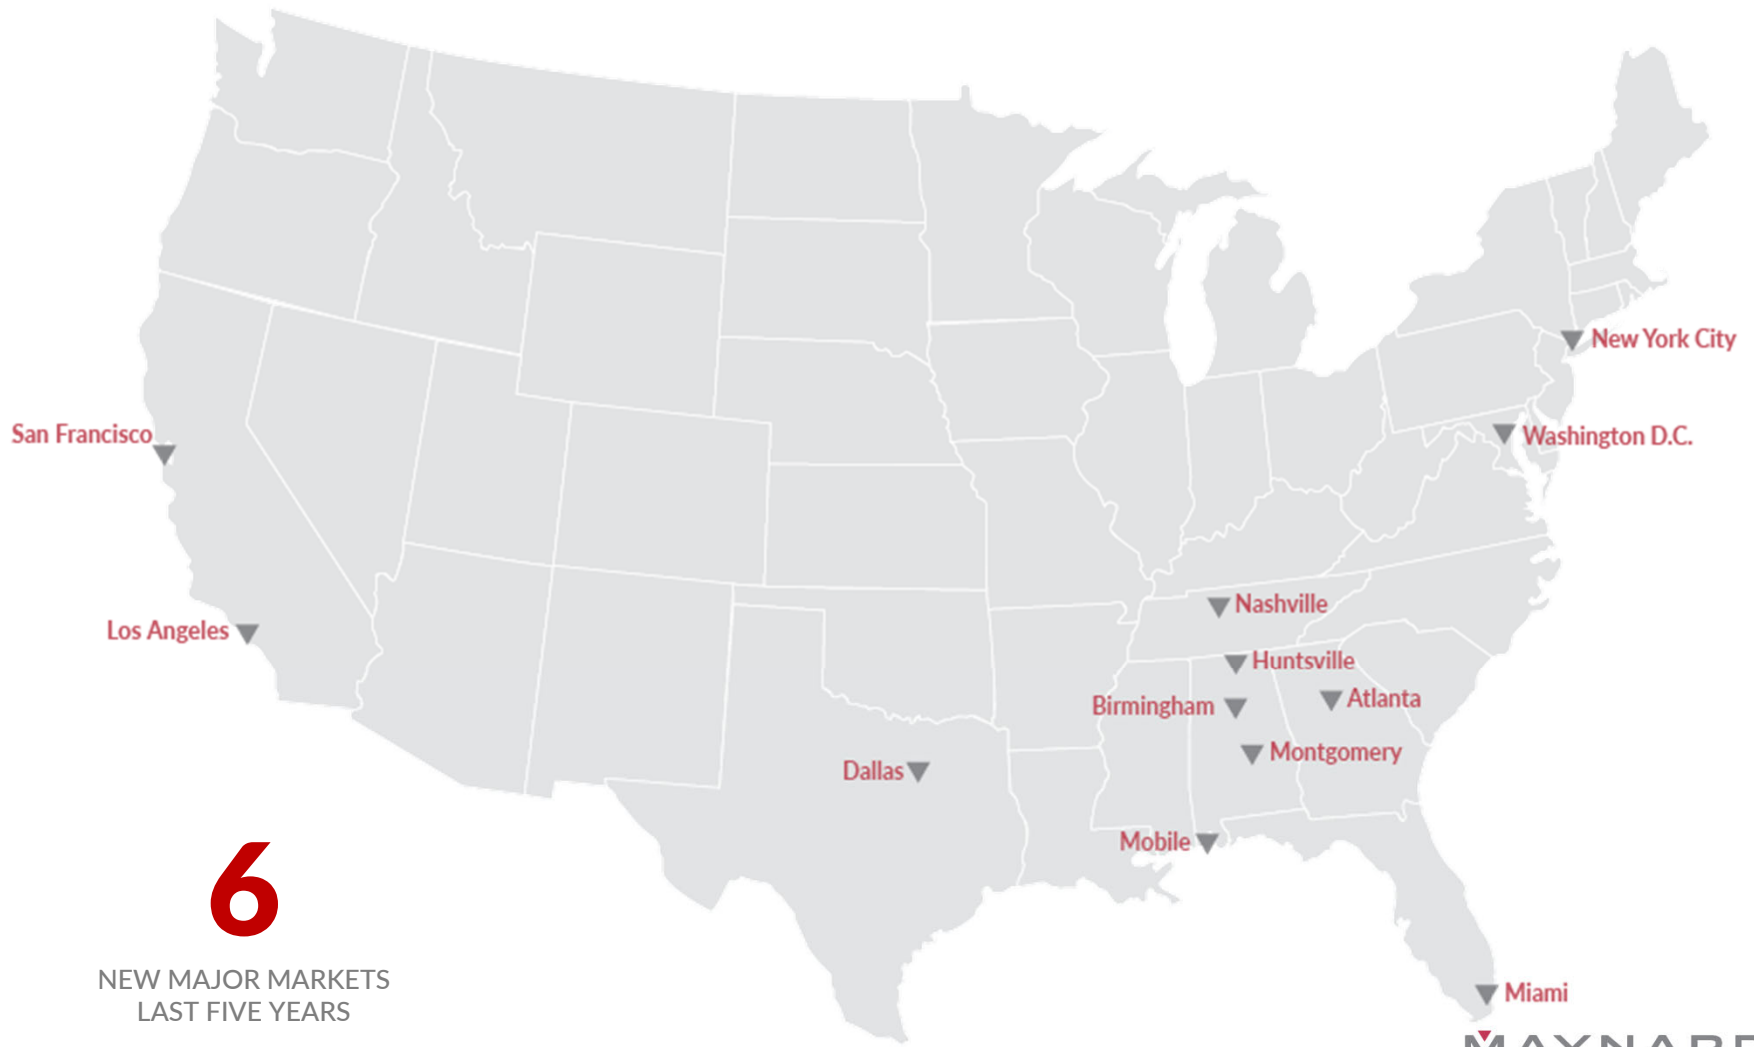 New York City
San Francisco
Washington D.C.
Nashville
Los Angeles
Huntsville
Atlanta
Birmingham
Montgomery
Dallas
Mobile
6
NEW MAJOR MARKETS
LAST FIVE YEARS
Miami